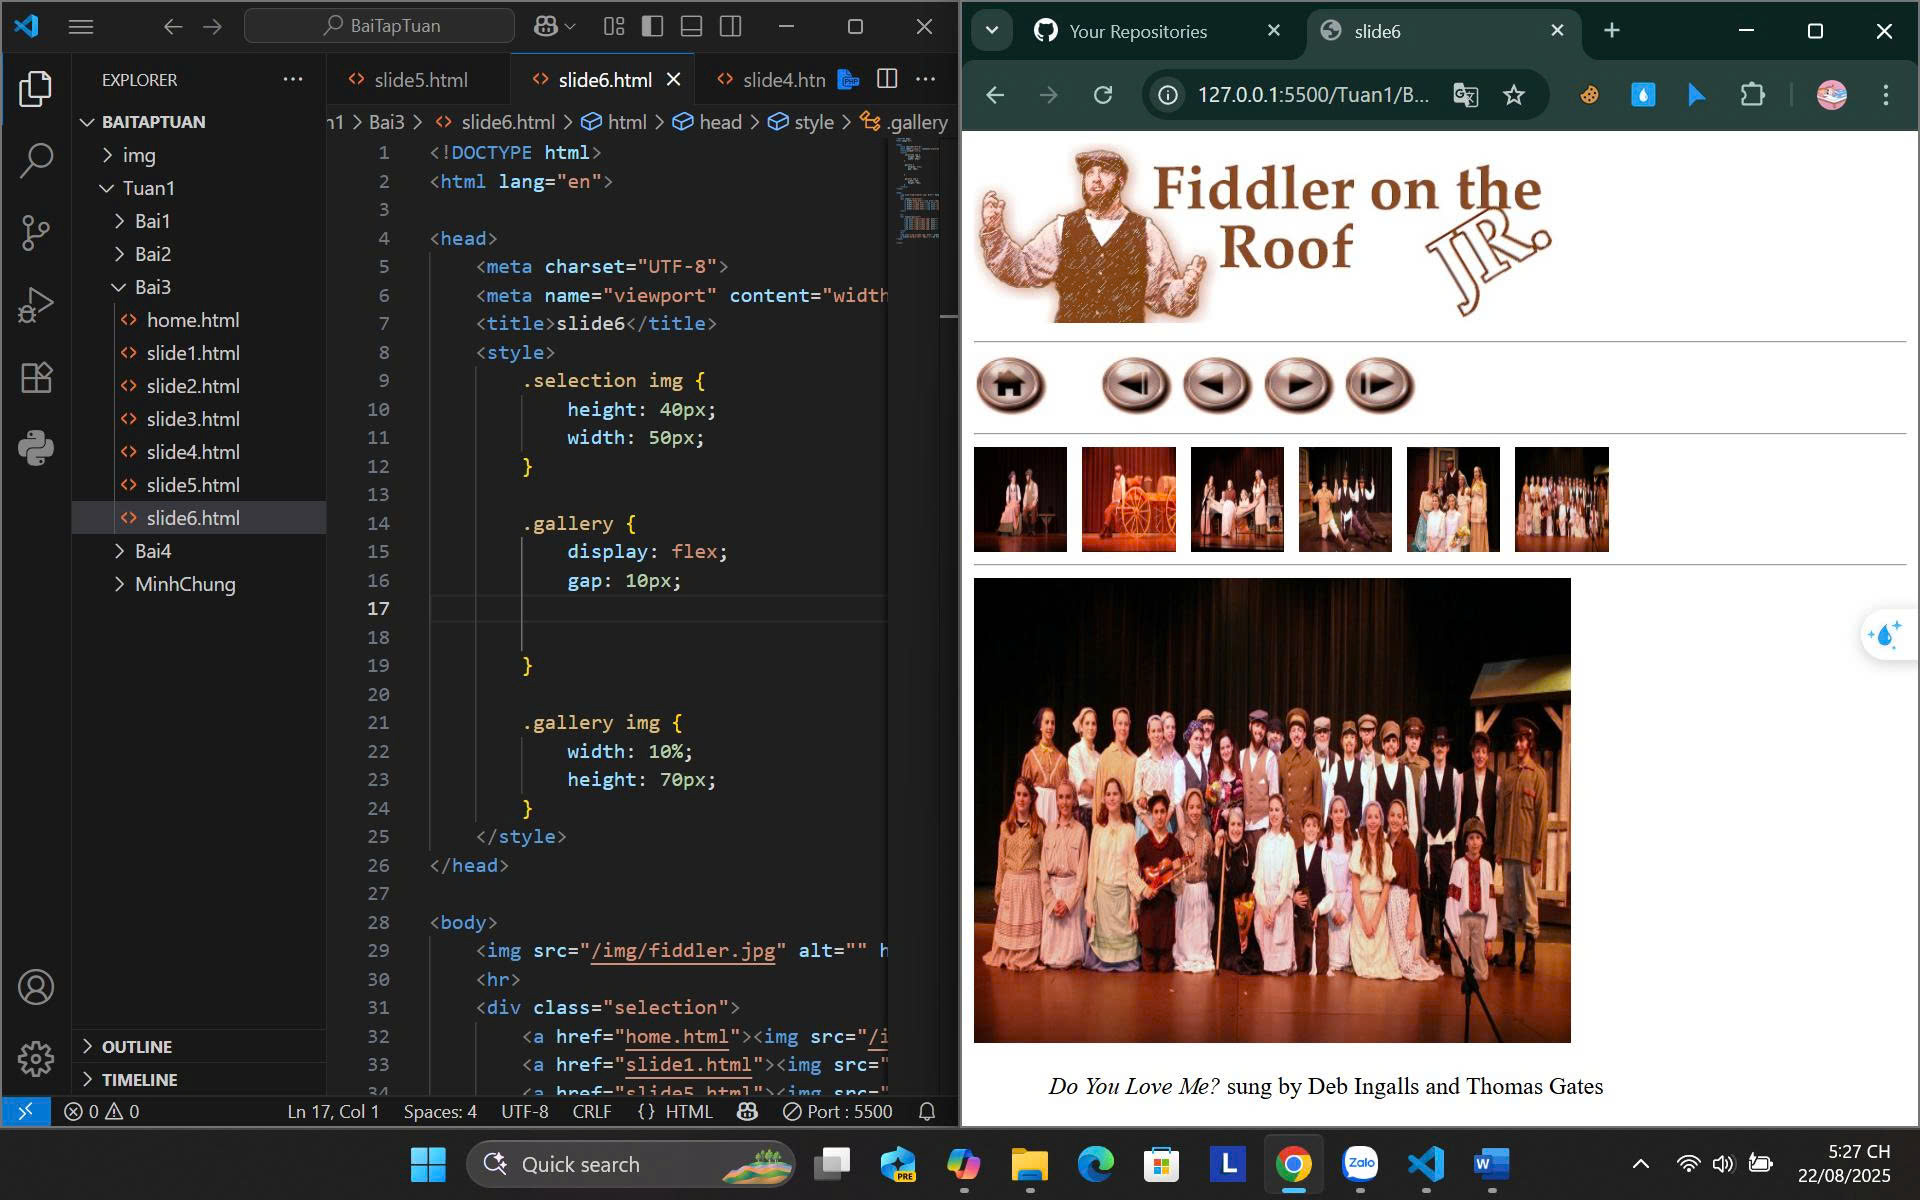 BaiTapTuan
EXPLORER
BAITAPTUAN
img
Tuan1
Bai1
Bai2
Bai3
home.html
slide1.html
slide2.html
slide3.html
slide4.html
slide5.html
slide6.html
Bai4
MinhChung
OUTLINE
TIMELINE
slide5.html
slide6.html
slide4.htn
n1 > Bai3 > slide6.html > html > head > style > .gallery
1 <!DOCTYPE html>
2 <html lang="en">
3
4 <head>
5 <meta charset="UTF-8">
6 <meta name="viewport" content="width
7 <title>slide6</title>
8 <style>
9 .selection img {
10 height: 40px;
11 width: 50px;
12 }
13
14 .gallery {
15 display: flex;
16 gap: 10px;
17
18
19 }
20
21 .gallery img {
22 width: 10%;
23 height: 70px;
24 }
25 </style>
26 </head>
27
28 <body>
29 <img src="/img/fiddler.jpg" alt="" h
30 <hr>
31 <div class="selection">
32 <a href="home.html"><img src="/i
33 <a href="slide1.html"><img src="
34 <a href="slide5.html"><img src="
0 0
Ln 17, Col 1 Spaces: 4 UTF-8 CRLF {} HTML Port : 5500
Your Repositories
slide6
127.0.0.1:5500/Tuan1/B...
Fiddler on the
Roof JR.
Do You Love Me? sung by Deb Ingalls and Thomas Gates
Quick search
PRE
L
Zalo
W
5:27 CH
22/08/2025